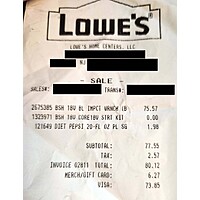 LOWE'S®
LOWE'S HOME CENTERS, LLC
NJ
- SALE -
SALES#: TRANS#:
2675385 BSH 18V BL IMPCT WRNCH (B 75.57
1323971 BSH 18V CORE18V STRT KIT 0.00
121649 DIET PEPSI 20-FL OZ PL SG 1.98
SUBTOTAL: 77.55
TAX: 2.57
INVOICE 02811 TOTAL: 80.12
MERCH/GIFT CARD: 6.27
VISA: 73.85